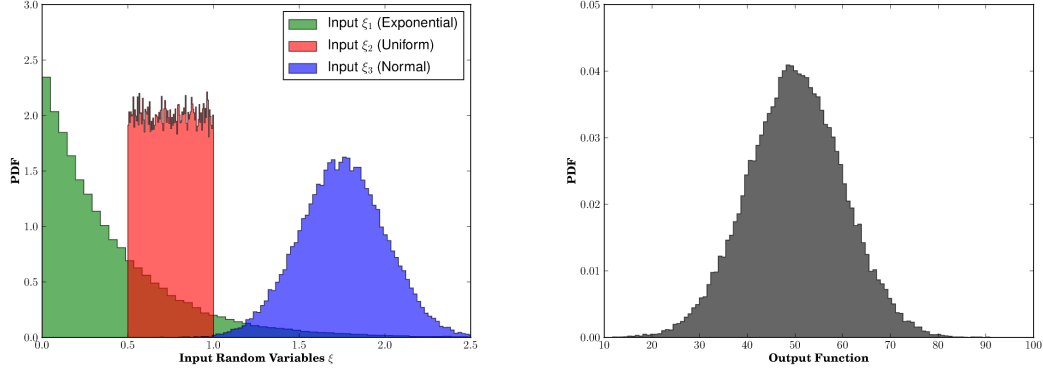 3.0
2.5
2.0
1.5
1.0
0.5
0.0
PDF
Input ξ₁ (Exponential)
Input ξ₂ (Uniform)
Input ξ₃ (Normal)
0.0 0.5 1.0 1.5 2.0 2.5
Input Random Variables ξ
0.05
0.04
0.03
0.02
0.01
0.00
PDF
10 20 30 40 50 60 70 80 90 100
Output Function